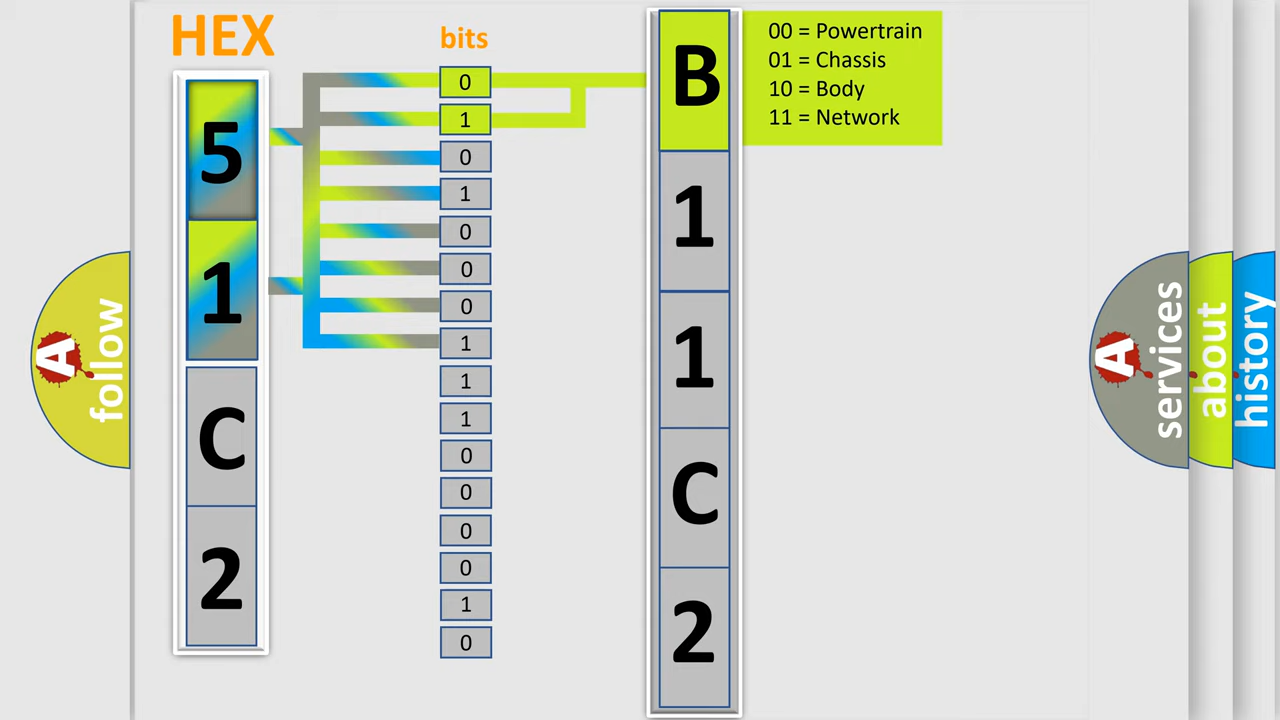 HEX
5
1
C
2
bits
0
1
0
1
0
0
0
1
1
1
0
0
0
0
1
0
B
1
1
C
2
00 = Powertrain
01 = Chassis
10 = Body
11 = Network
A
follow
A
services
about
history